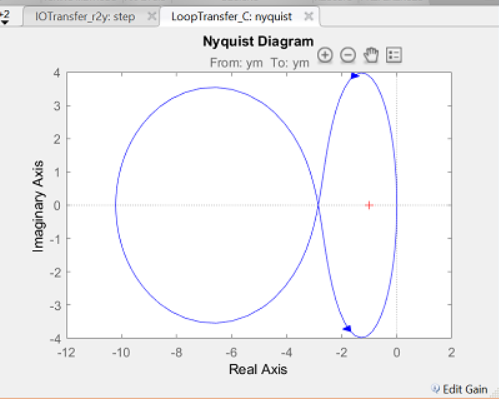 +2 IOTransfer_r2y: step LoopTransfer_C: nyquist
Nyquist Diagram
From: ym To: ym
4
3
2
1
0
-1
-2
-3
-4
Imaginary Axis
-12 -10 -8 -6 -4 -2 0 2
Real Axis
Edit Gain